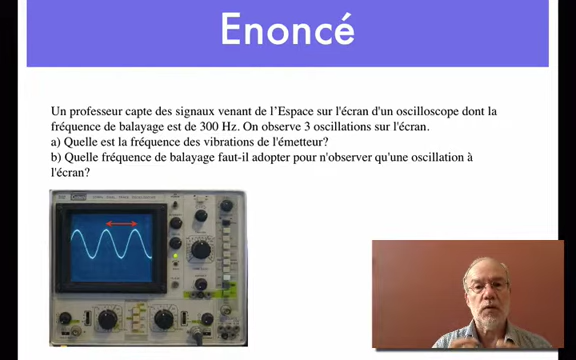 Enoncé
Un professeur capte des signaux venant de l'Espace sur l'écran d'un oscilloscope dont la
fréquence de balayage est de 300 Hz. On observe 3 oscillations sur l'écran.
a) Quelle est la fréquence des vibrations de l'émetteur?
b) Quelle fréquence de balayage faut-il adopter pour n'observer qu'une oscillation à
l'écran?